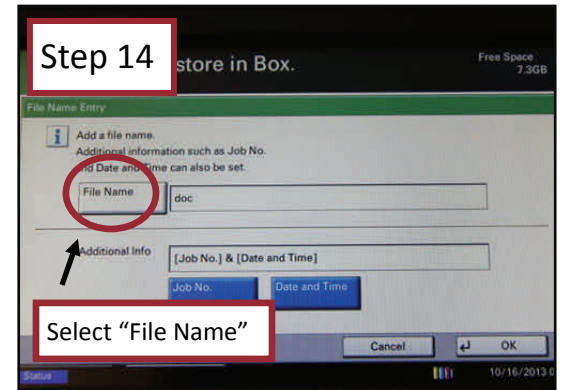 Step 14
store in Box.
Free Space
7.3GB
File Name Entry
i
Add a file name.
Additional information such as Job No.
and Date and Time can also be set.
File Name
doc
Additional Info
[Job No.] & [Date and Time]
Job No.
Date and Time
Select “File Name”
Cancel
OK
Status
10/16/2013 0